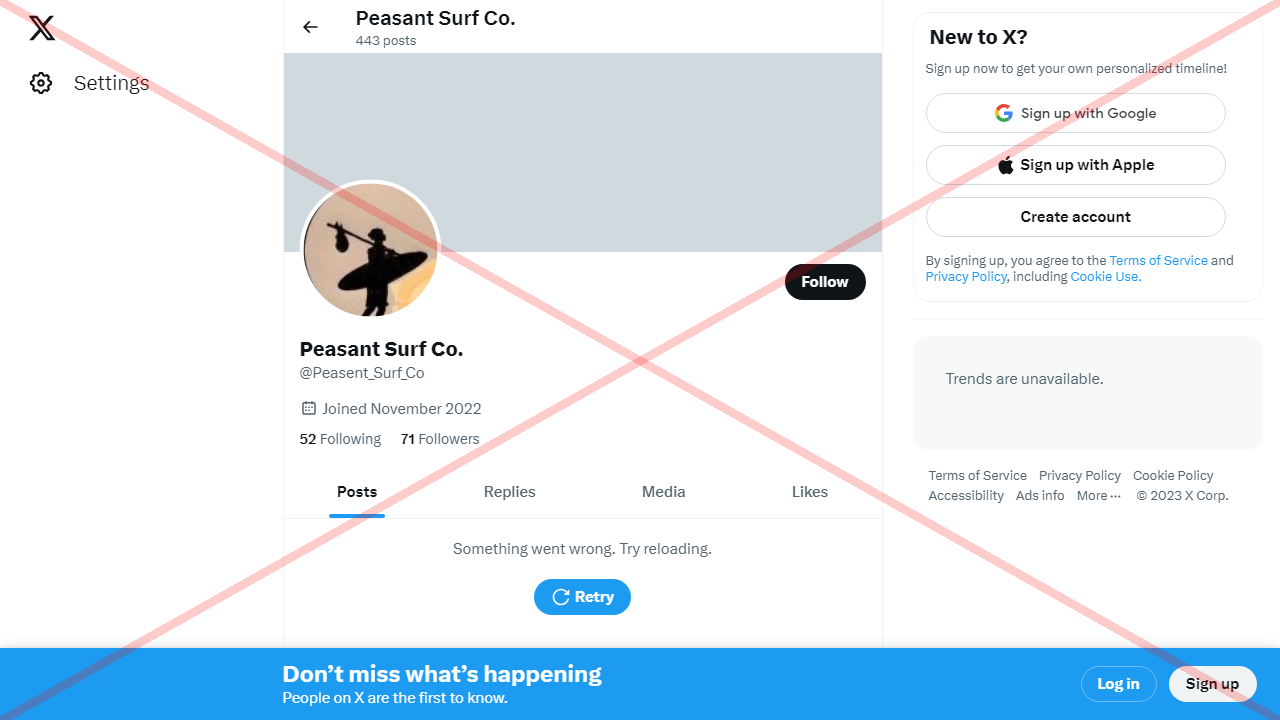 Settings
Peasant Surf Co.
443 posts
Follow
Peasant Surf Co.
@Peasent_Surf_Co
Joined November 2022
52 Following 71 Followers
Posts Replies Media Likes
Something went wrong. Try reloading.
Retry
New to X?
Sign up now to get your own personalized timeline!
Sign up with Google
Sign up with Apple
Create account
By signing up, you agree to the Terms of Service and
Privacy Policy, including Cookie Use.
Trends are unavailable.
Terms of Service Privacy Policy Cookie Policy
Accessibility Ads info More ··· © 2023 X Corp.
Don’t miss what’s happening
People on X are the first to know.
Log in Sign up